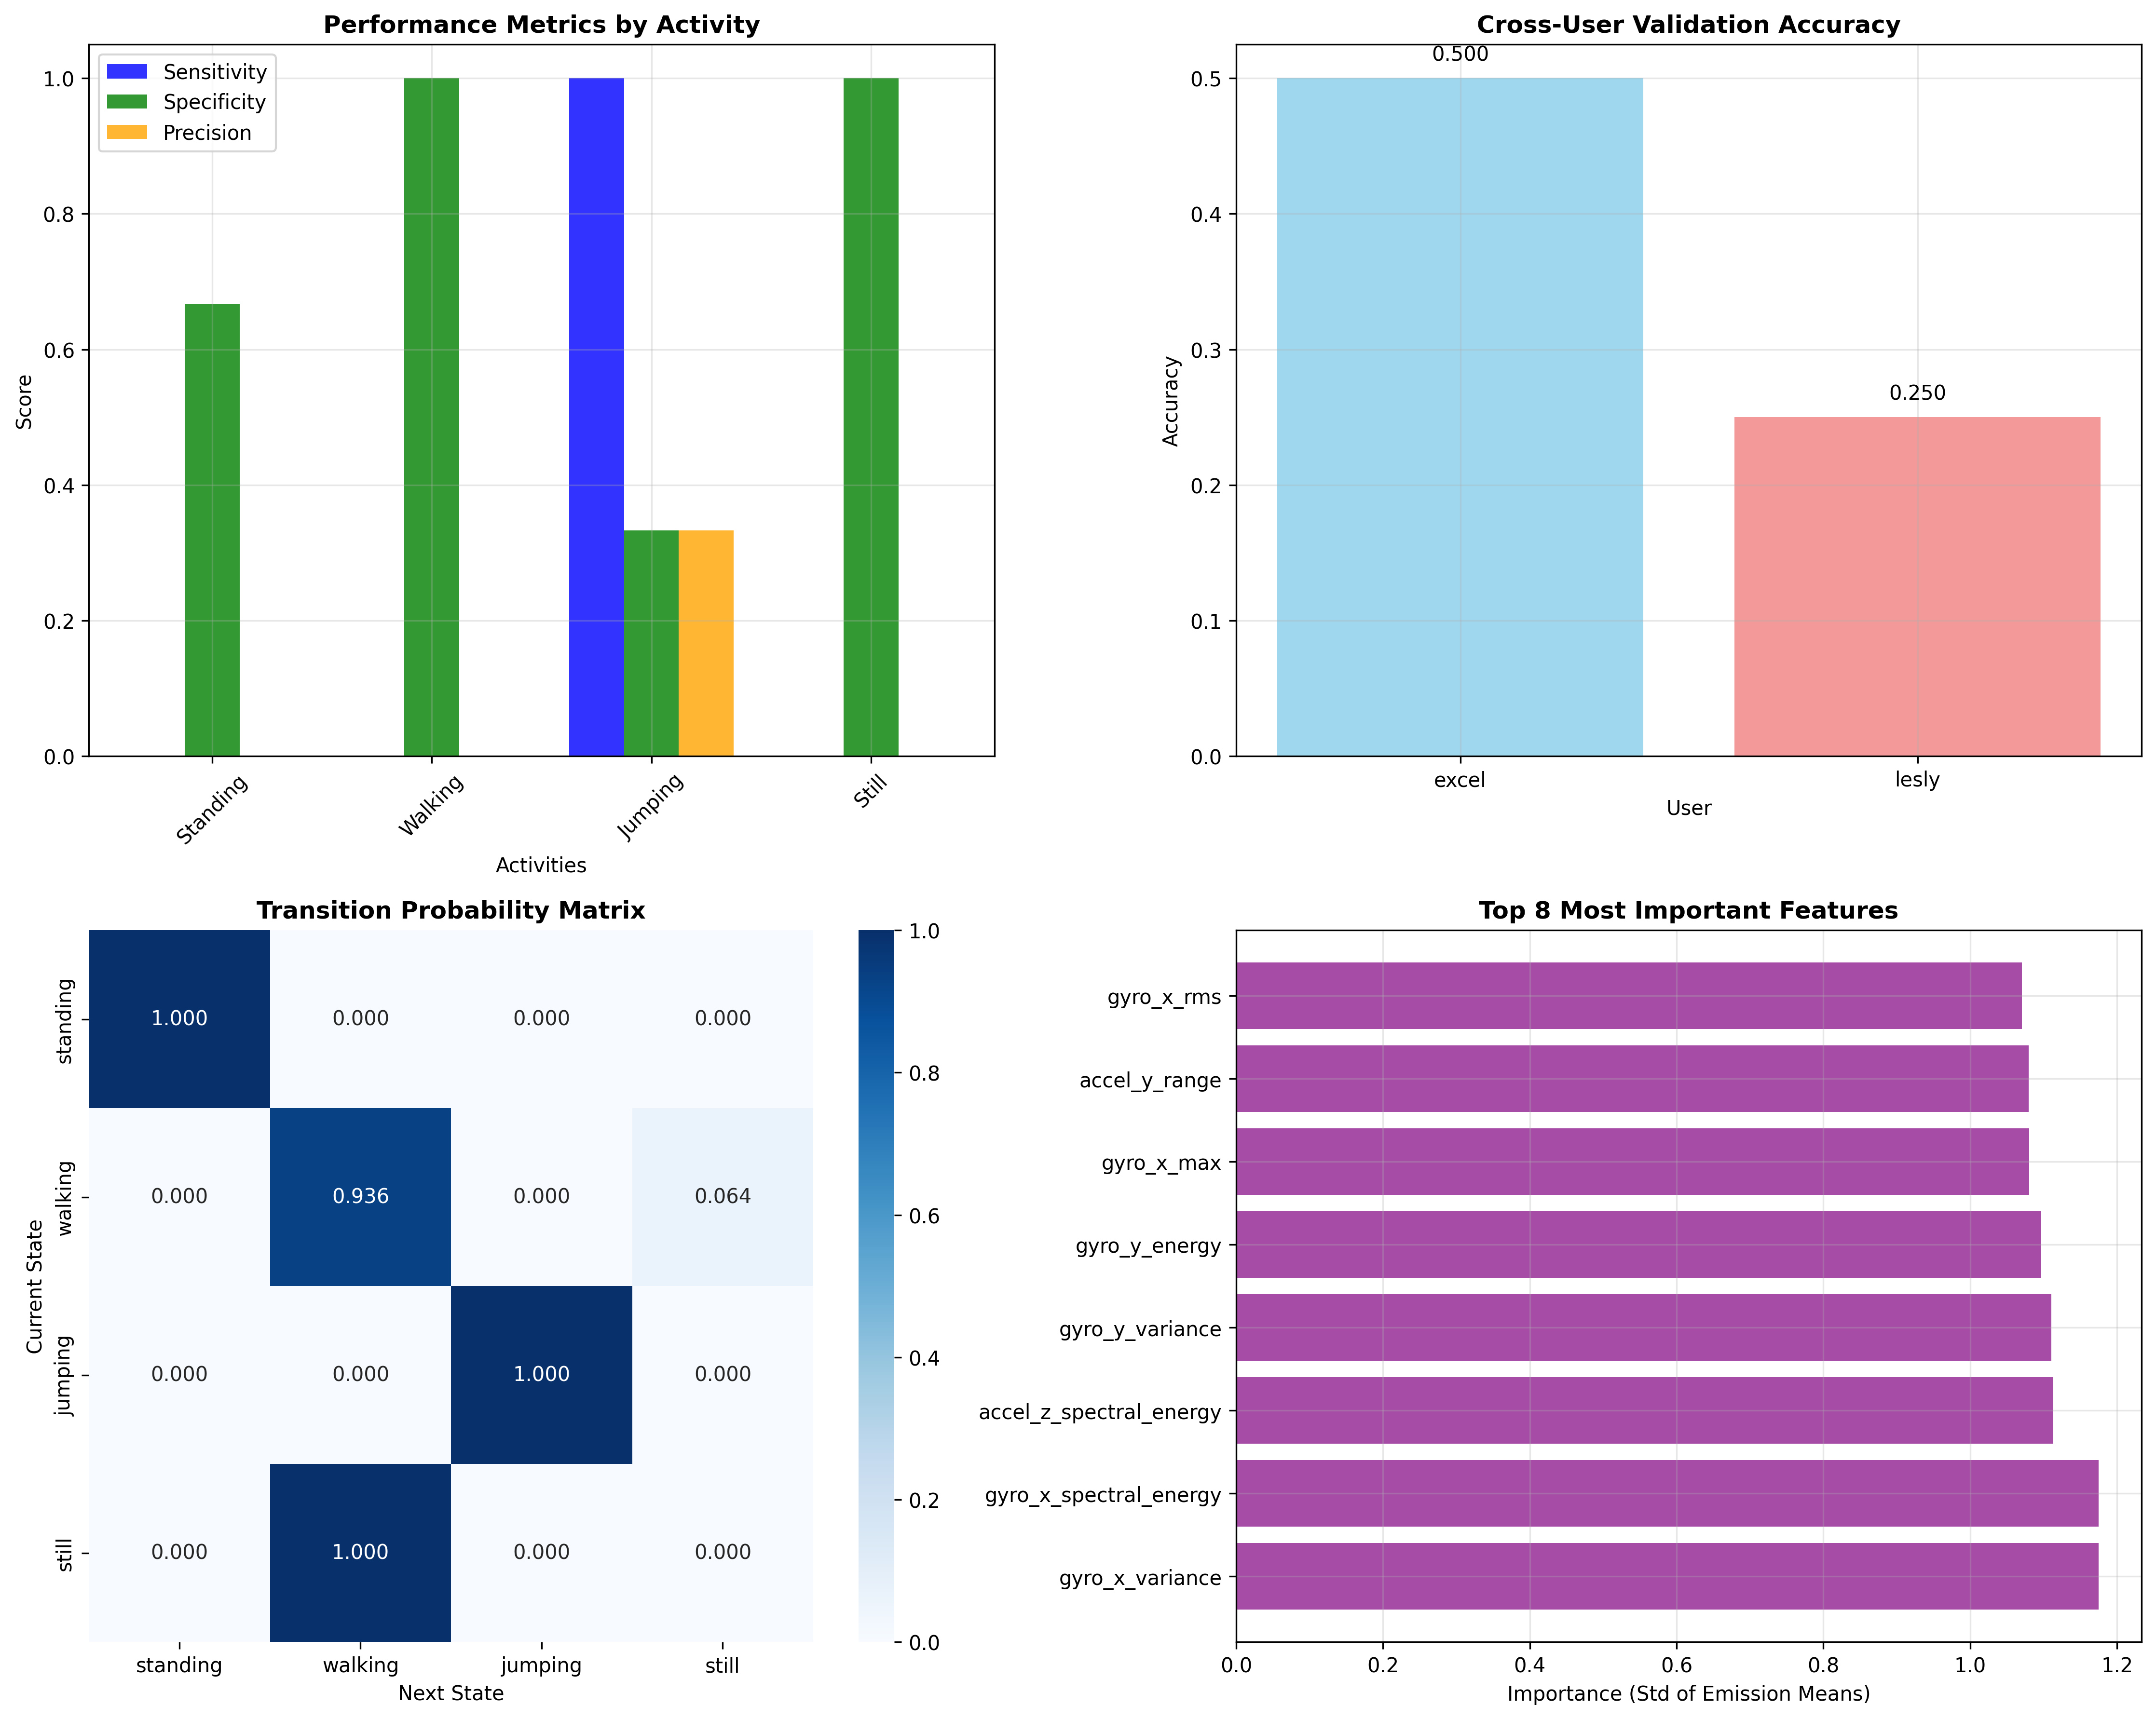 Performance Metrics by Activity
Sensitivity
Specificity
Precision
1.0
0.8
0.6
0.4
0.2
0.0
Score
Standing
Walking
Jumping
Still
Activities
Cross-User Validation Accuracy
0.500
0.250
0.5
0.4
0.3
0.2
0.1
0.0
Accuracy
excel
lesly
User
Transition Probability Matrix
standing
1.000 0.000 0.000 0.000
walking
0.000 0.936 0.000 0.064
jumping
0.000 0.000 1.000 0.000
still
0.000 1.000 0.000 0.000
Current State
standing walking jumping still
Next State
1.0
0.8
0.6
0.4
0.2
0.0
Top 8 Most Important Features
gyro_x_rms
accel_y_range
gyro_x_max
gyro_y_energy
gyro_y_variance
accel_z_spectral_energy
gyro_x_spectral_energy
gyro_x_variance
0.0 0.2 0.4 0.6 0.8 1.0 1.2
Importance (Std of Emission Means)